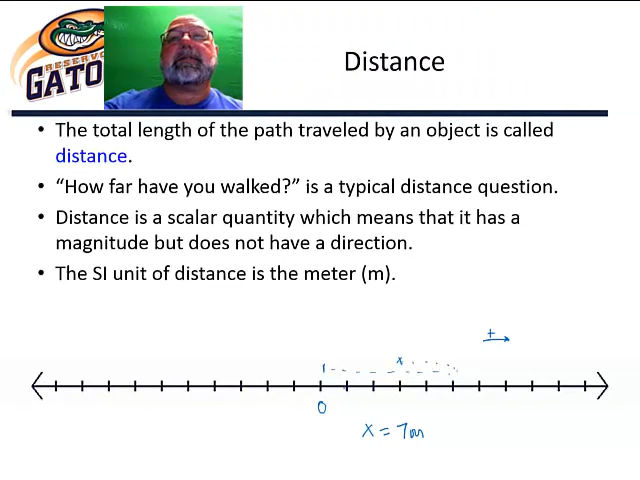 RESERV
GATO
Distance
• The total length of the path traveled by an object is called
distance.
• “How far have you walked?” is a typical distance question.
• Distance is a scalar quantity which means that it has a
magnitude but does not have a direction.
• The SI unit of distance is the meter (m).
+
x
0
x = 7m